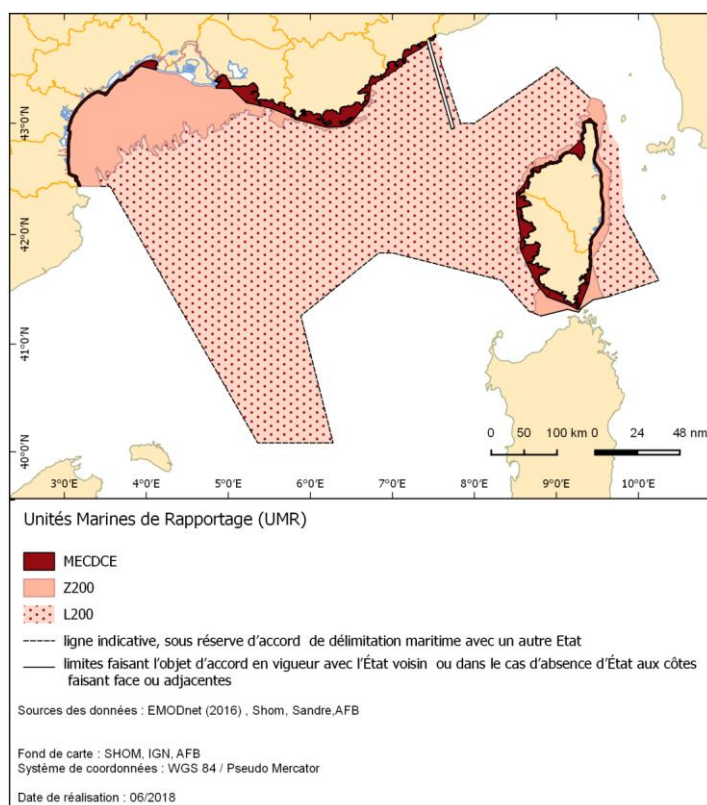 43°0'N
42°0'N
41°0'N
40°0'N
0 50 100 km 0 24 48 nm
3°0'E 4°0'E 5°0'E 6°0'E 7°0'E 8°0'E 9°0'E 10°0'E
Unités Marines de Rapportage (UMR)
MECDCE
Z200
L200
ligne indicative, sous réserve d'accord de délimitation maritime avec un autre Etat
limites faisant l'objet d'accord en vigueur avec l'État voisin ou dans le cas d'absence d'État aux côtes
faisant face ou adjacentes
Sources des données : EMODnet (2016) , Shom, Sandre,AFB
Fond de carte : SHOM, IGN, AFB
Système de coordonnées : WGS 84 / Pseudo Mercator
Date de réalisation : 06/2018